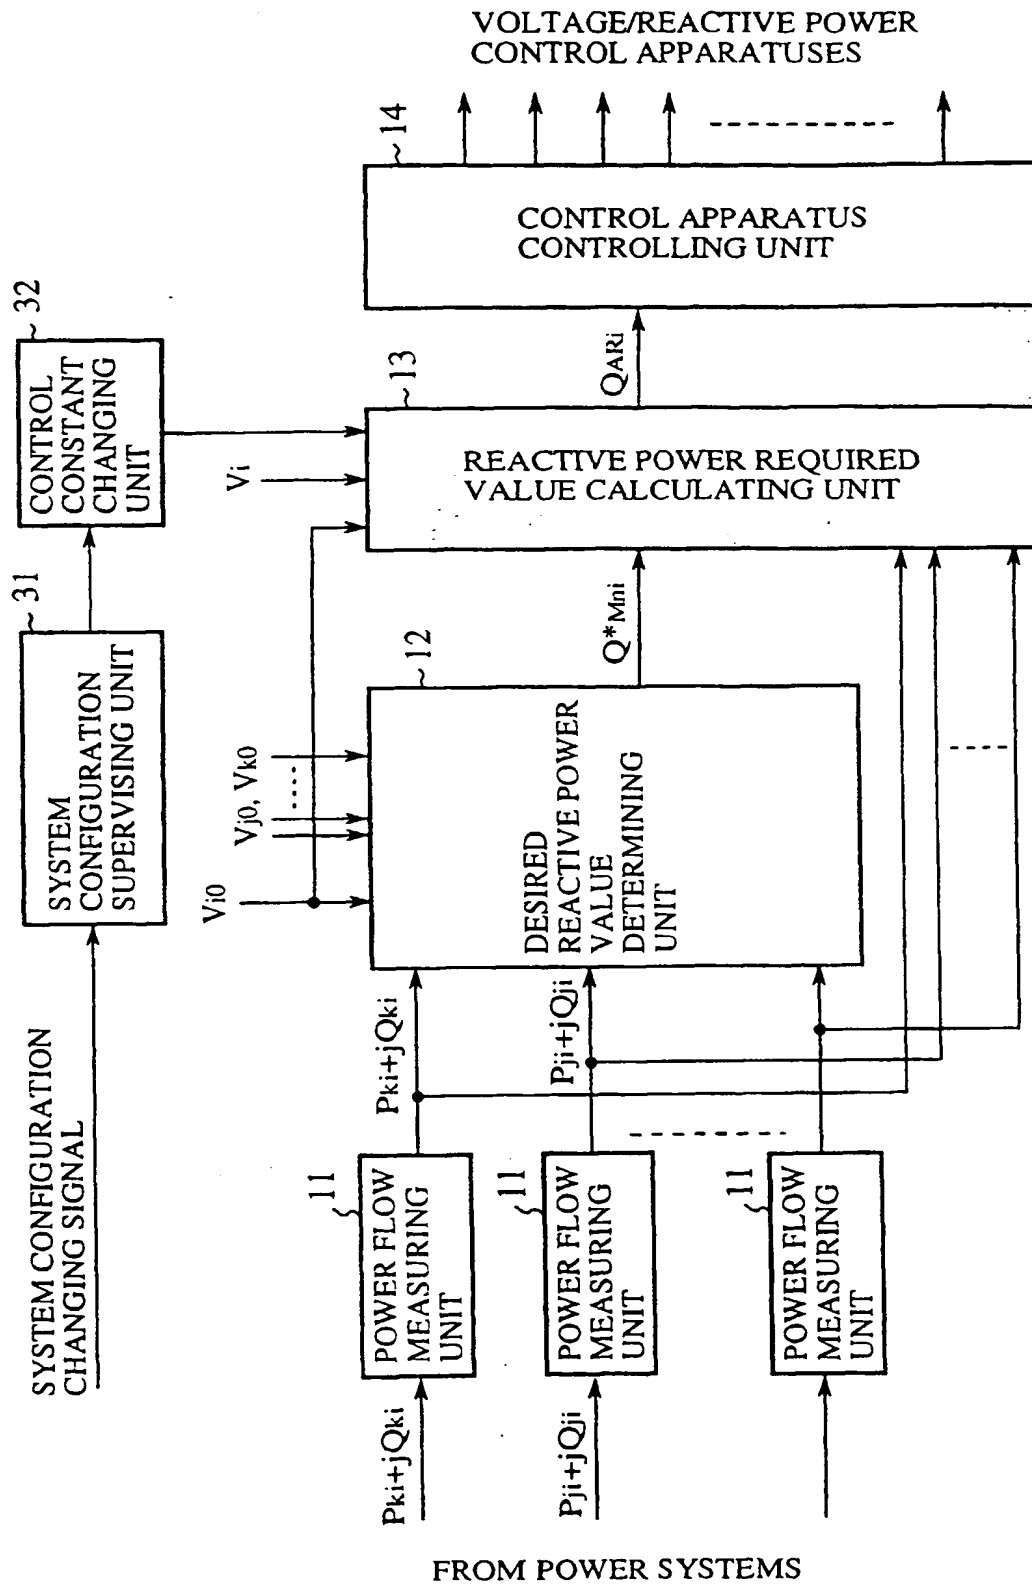 VOLTAGE/REACTIVE POWER
CONTROL APPARATUSES
14
CONTROL APPARATUS
CONTROLLING UNIT
32
CONTROL
CONSTANT
CHANGING
UNIT
QARi
13
Vi
REACTIVE POWER REQUIRED
VALUE CALCULATING UNIT
31
SYSTEM
CONFIGURATION
SUPERVISING UNIT
Q*Mni
12
Vj0, Vk0
Vi0
DESIRED
REACTIVE POWER
VALUE
DETERMINING
UNIT
SYSTEM CONFIGURATION
CHANGING SIGNAL
Pki+jQki
Pji+jQji
11
POWER FLOW
MEASURING
UNIT
11
POWER FLOW
MEASURING
UNIT
11
POWER FLOW
MEASURING
UNIT
Pki+jQki
Pji+jQji
FROM POWER SYSTEMS